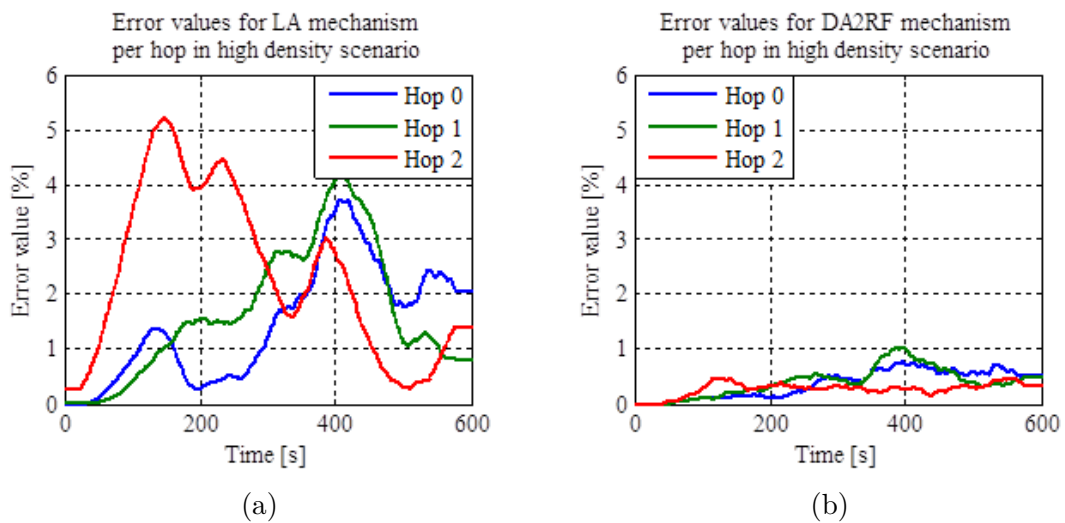 Error values for LA mechanism
per hop in high density scenario
6
5
4
3
2
1
0
Error value [%]
Hop 0
Hop 1
Hop 2
0
200
400
600
Time [s]
(a)
Error values for DA2RF mechanism
per hop in high density scenario
6
5
4
3
2
1
0
Error value [%]
Hop 0
Hop 1
Hop 2
0
200
400
600
Time [s]
(b)